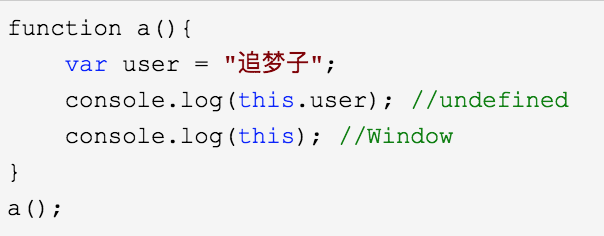 function a(){
    var user = "追梦子";
    console.log(this.user); //undefined
    console.log(this); //Window
}
a();